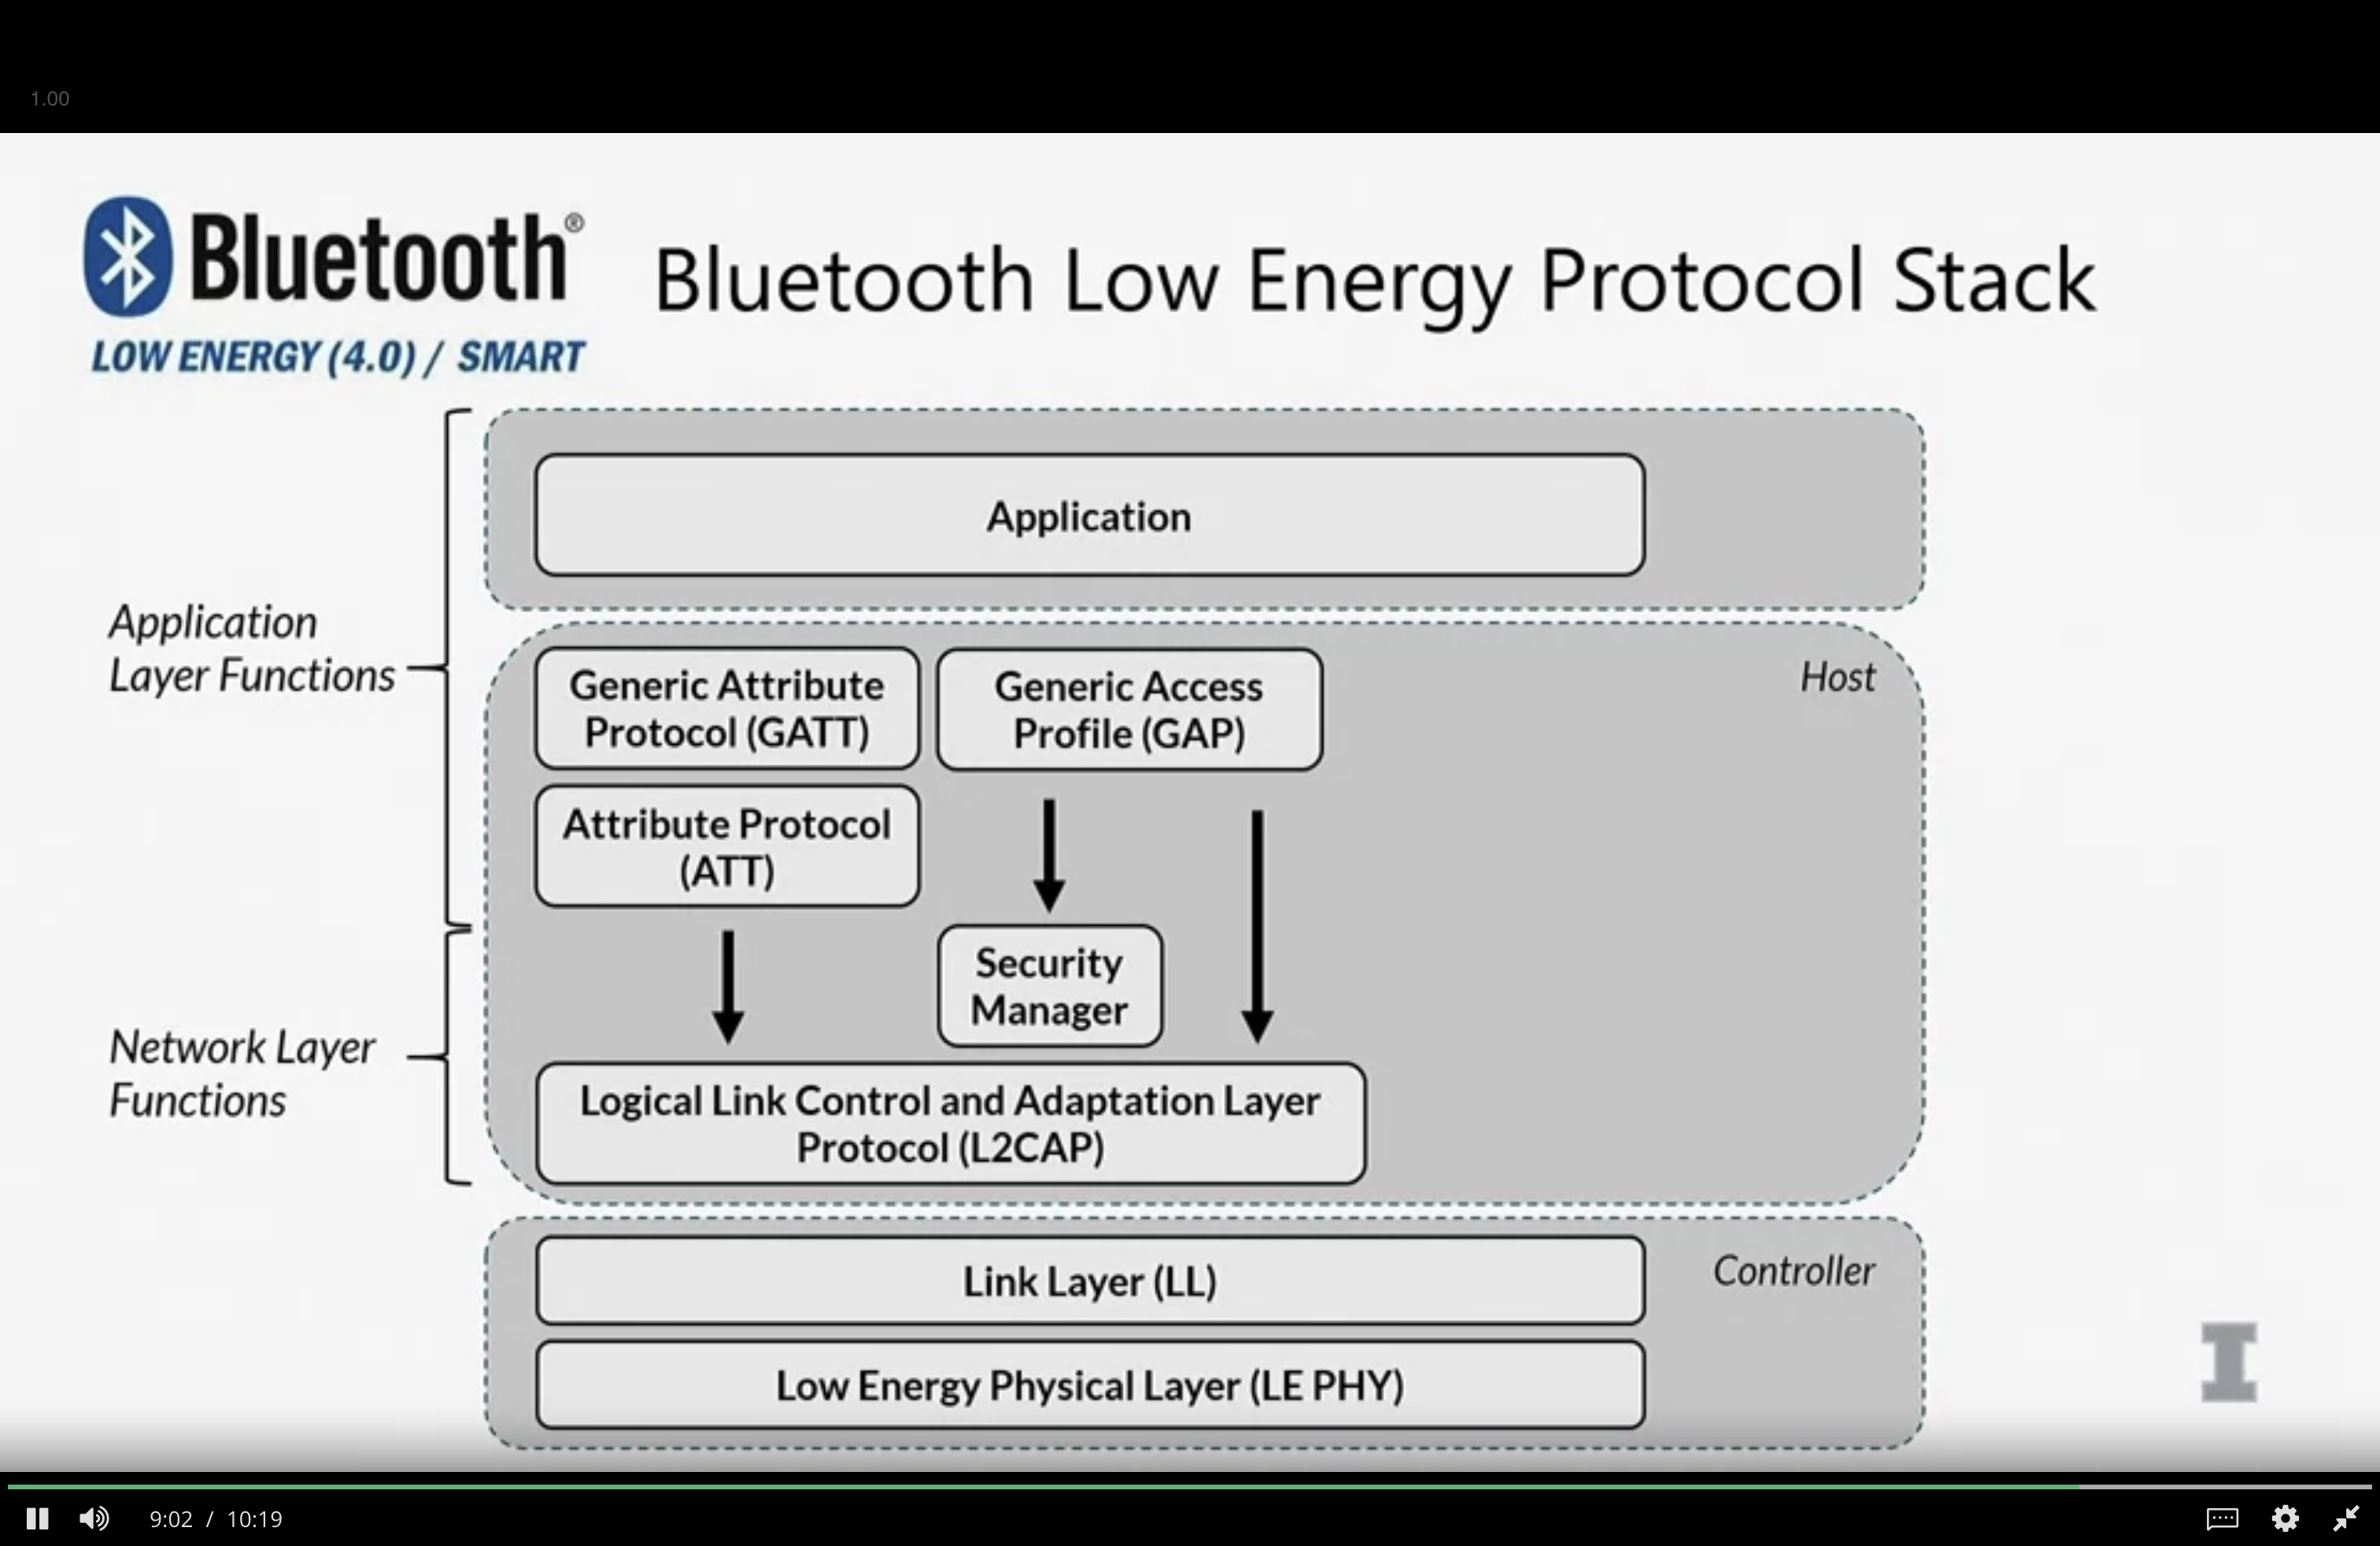 1.00
Bluetooth®
LOW ENERGY (4.0) / SMART
Bluetooth Low Energy Protocol Stack
Application
Layer Functions
Application
Host
Generic Attribute
Protocol (GATT)
Generic Access
Profile (GAP)
Attribute Protocol
(ATT)
Network Layer
Functions
Security
Manager
Logical Link Control and Adaptation Layer
Protocol (L2CAP)
Controller
Link Layer (LL)
Low Energy Physical Layer (LE PHY)
I
9:02 / 10:19